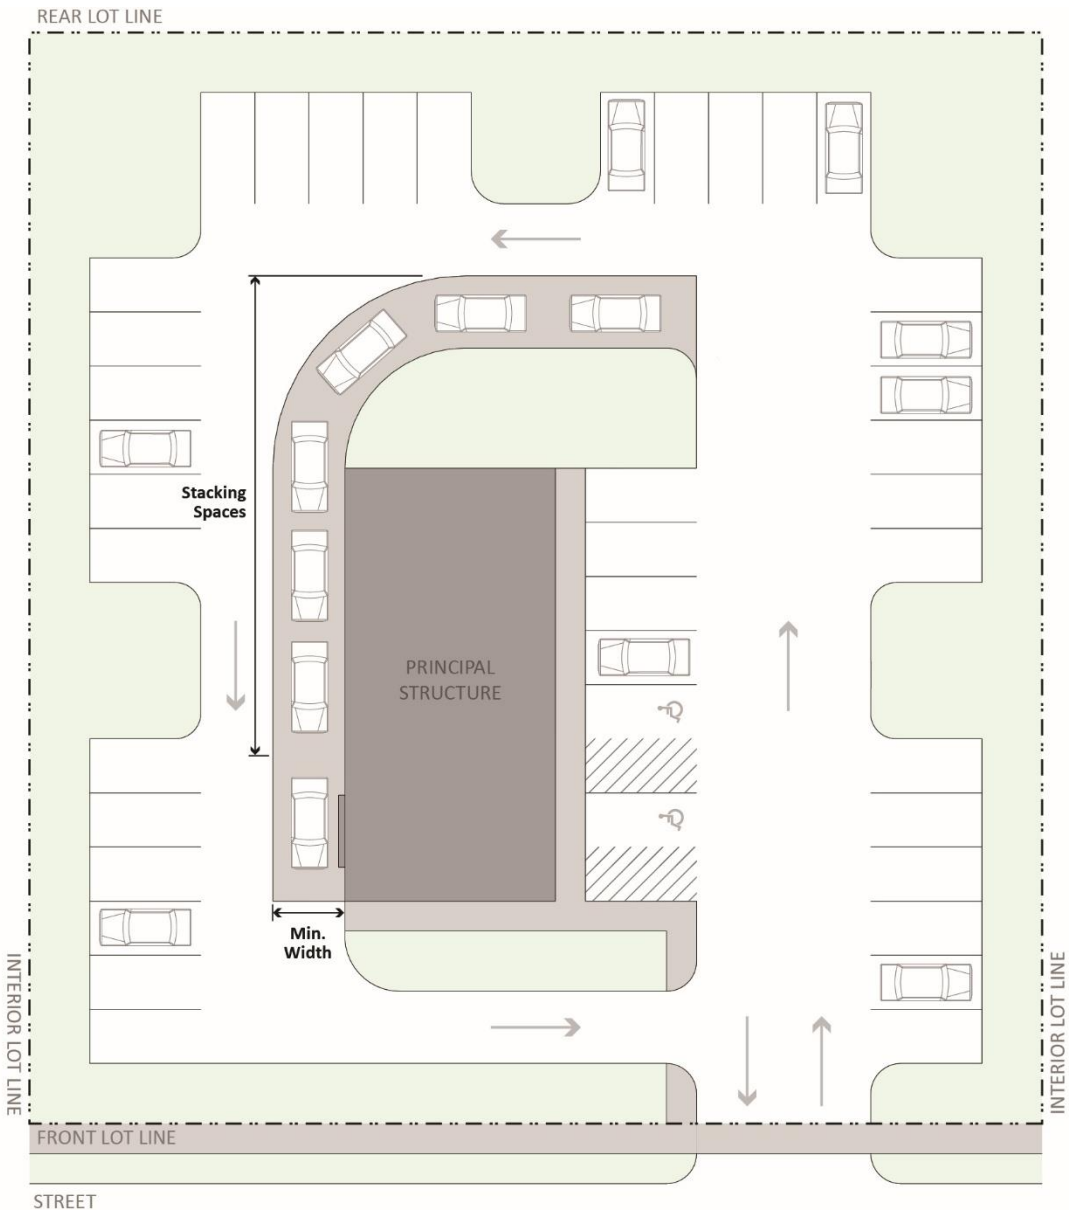 REAR LOT LINE
Stacking
Spaces
PRINCIPAL
STRUCTURE
Min.
Width
INTERIOR LOT LINE
INTERIOR LOT LINE
FRONT LOT LINE
STREET